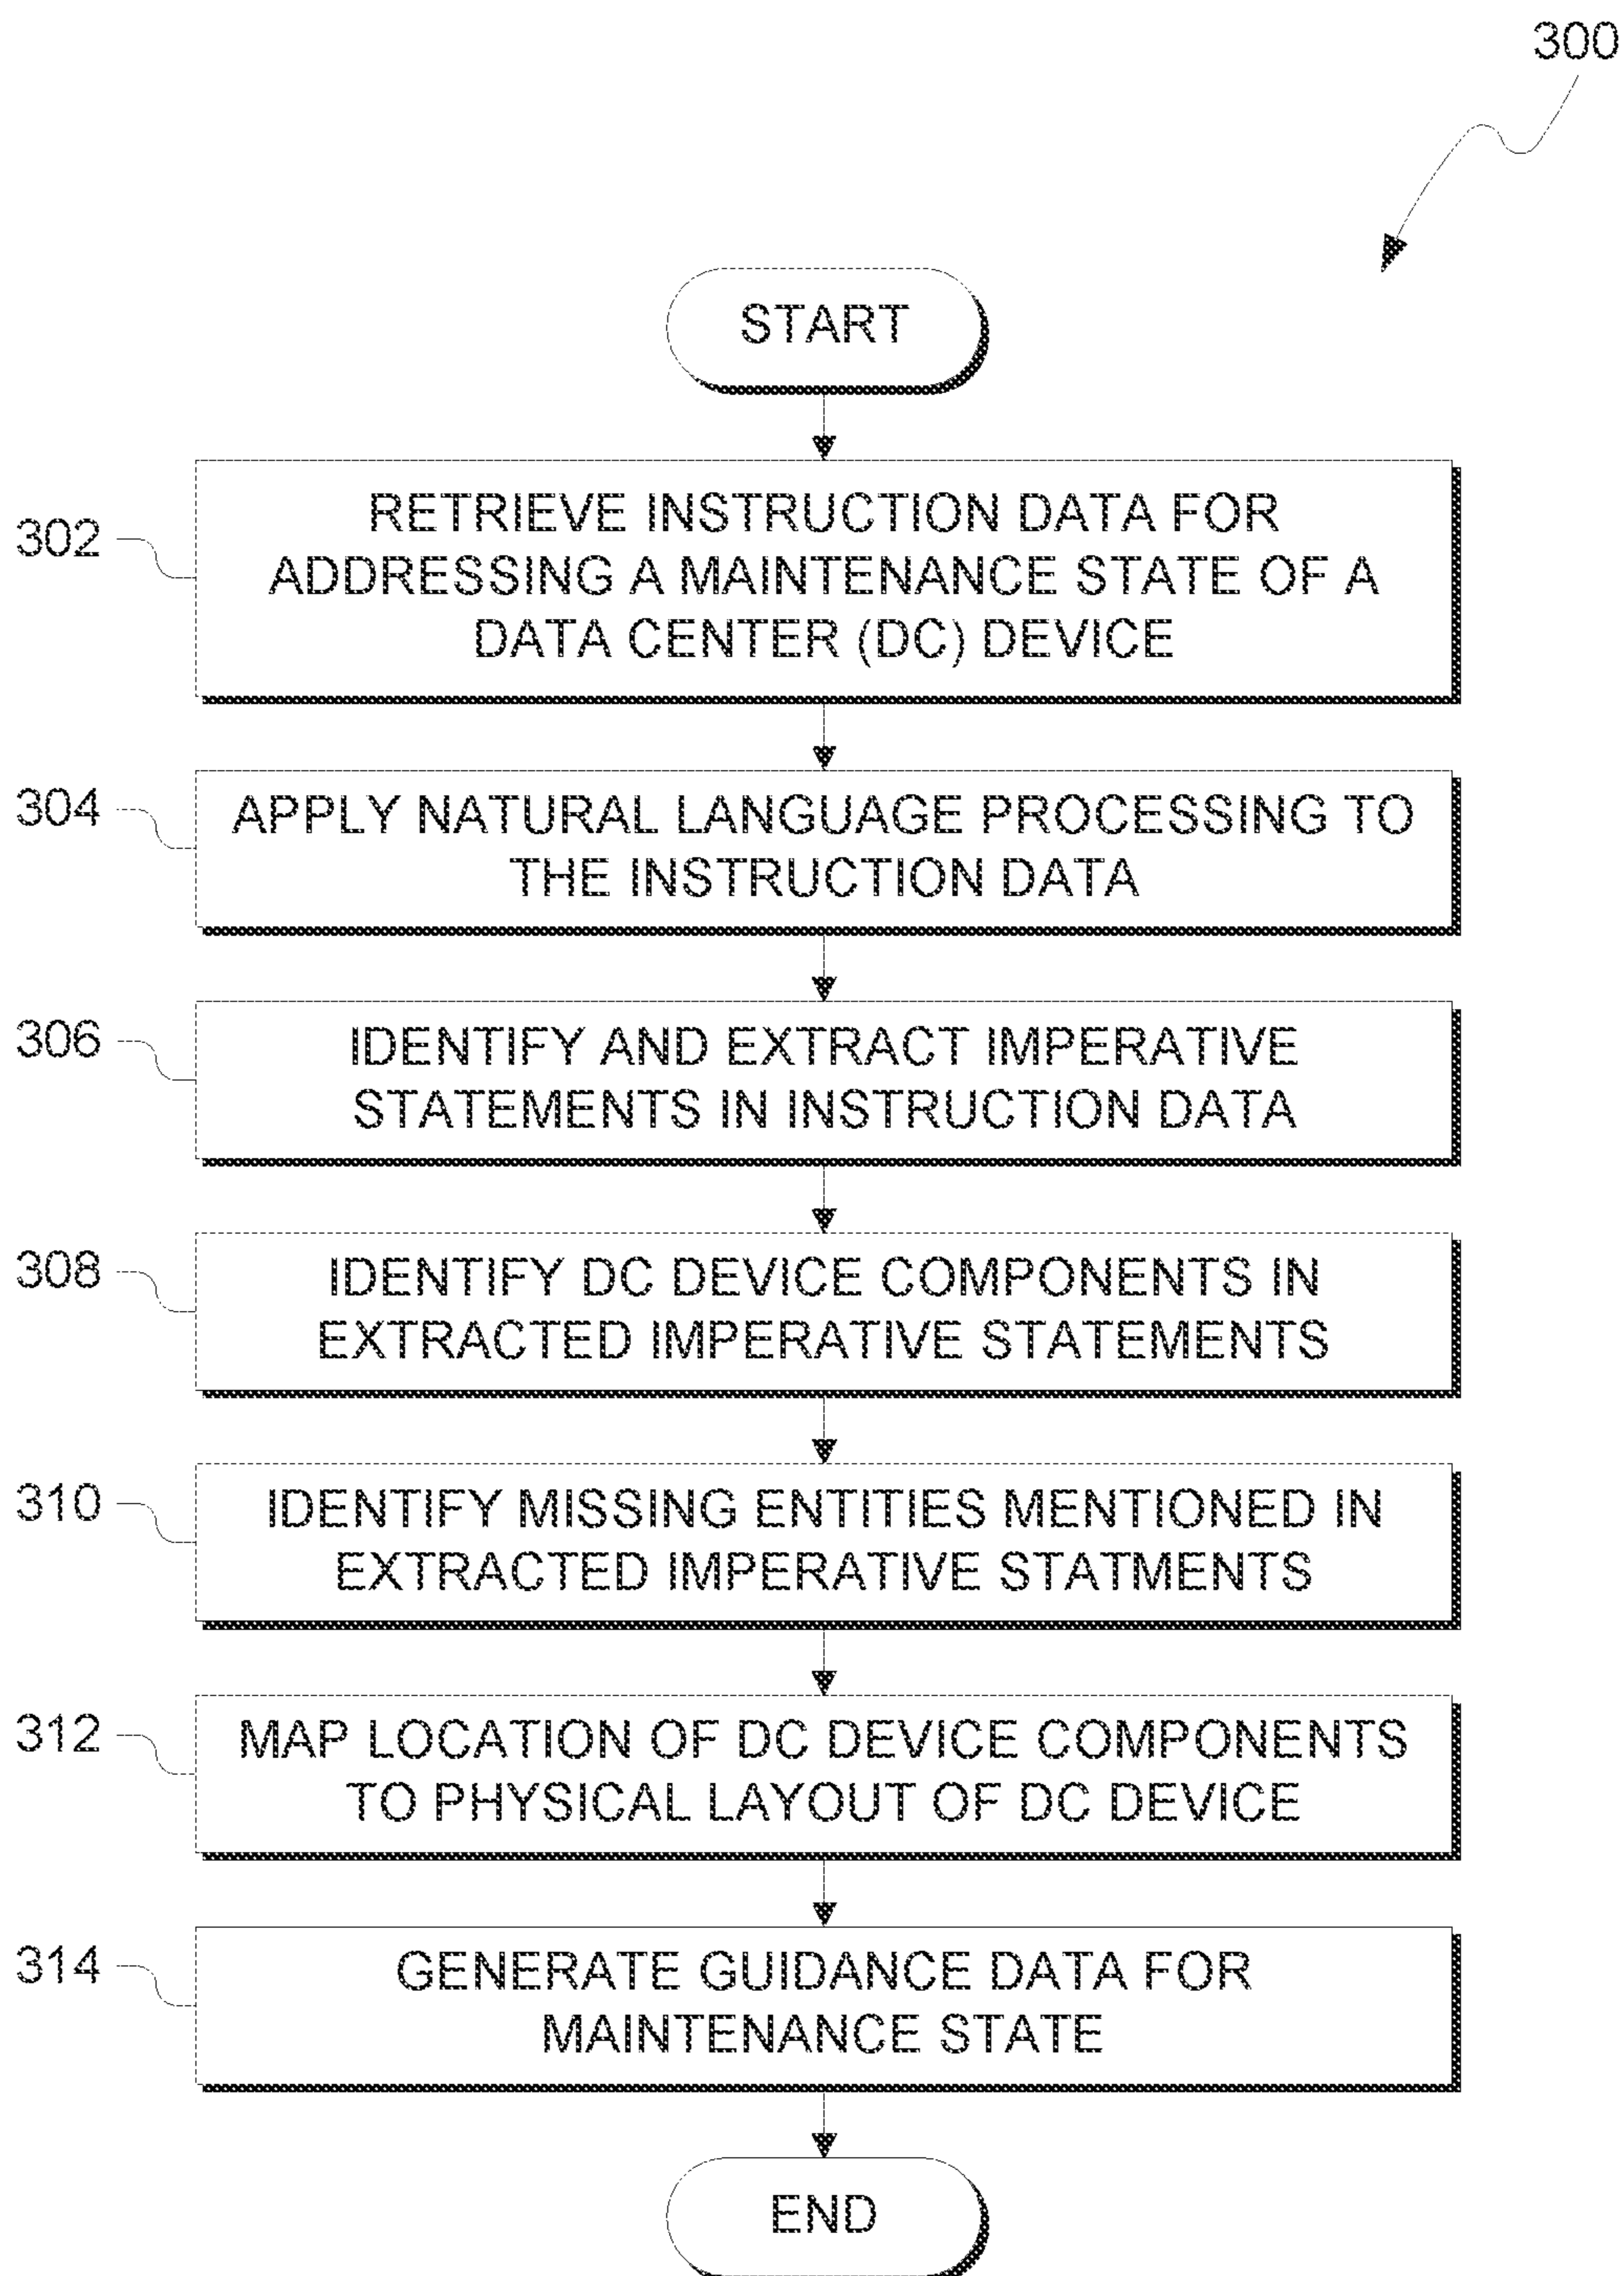 300
START
302
RETRIEVE INSTRUCTION DATA FOR
ADDRESSING A MAINTENANCE STATE OF A
DATA CENTER (DC) DEVICE
304
APPLY NATURAL LANGUAGE PROCESSING TO
THE INSTRUCTION DATA
306
IDENTIFY AND EXTRACT IMPERATIVE
STATEMENTS IN INSTRUCTION DATA
308
IDENTIFY DC DEVICE COMPONENTS IN
EXTRACTED IMPERATIVE STATEMENTS
310
IDENTIFY MISSING ENTITIES MENTIONED IN
EXTRACTED IMPERATIVE STATMENTS
312
MAP LOCATION OF DC DEVICE COMPONENTS
TO PHYSICAL LAYOUT OF DC DEVICE
314
GENERATE GUIDANCE DATA FOR
MAINTENANCE STATE
END